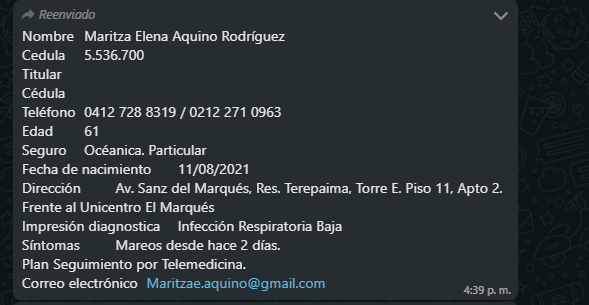 Reenviado
Nombre Maritza Elena Aquino Rodríguez
Cedula 5.536.700
Titular
Cédula
Teléfono 0412 728 8319 / 0212 271 0963
Edad 61
Seguro Océanica. Particular
Fecha de nacimiento 11/08/2021
Dirección Av. Sanz del Marqués, Res. Terepaima, Torre E. Piso 11, Apto 2.
Frente al Unicentro El Marqués
Impresión diagnostica Infección Respiratoria Baja
Síntomas Mareos desde hace 2 días.
Plan Seguimiento por Telemedicina.
Correo electrónico Maritzae.aquino@gmail.com
4:39 p. m.